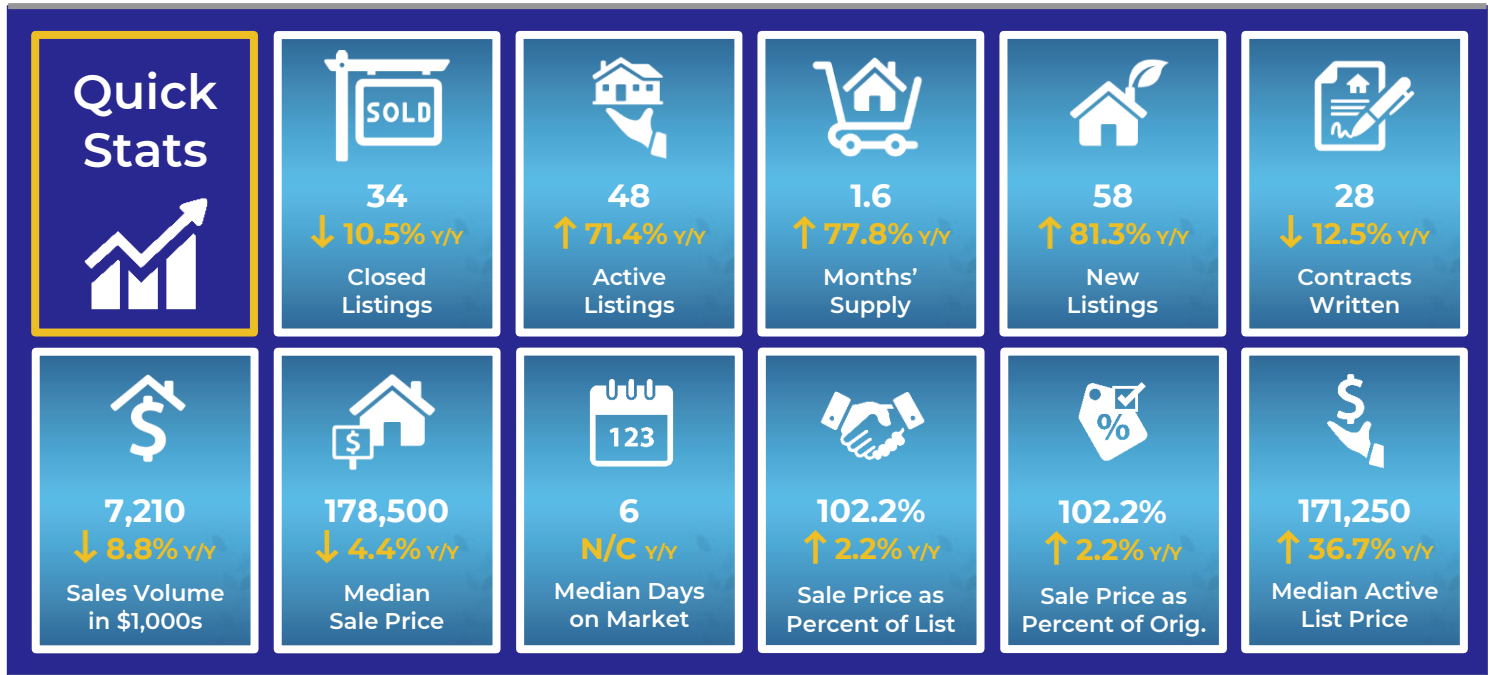 Quick
Stats
SOLD
34
↓ 10.5% Y/Y
Closed
Listings
48
↑ 71.4% Y/Y
Active
Listings
1.6
↑ 77.8% Y/Y
Months’
Supply
58
↑ 81.3% Y/Y
New
Listings
28
↓ 12.5% Y/Y
Contracts
Written
$
7,210
↓ 8.8% Y/Y
Sales Volume
in $1,000s
$
178,500
↓ 4.4% Y/Y
Median
Sale Price
123
6
N/C Y/Y
Median Days
on Market
102.2%
↑ 2.2% Y/Y
Sale Price as
Percent of List
%
102.2%
↑ 2.2% Y/Y
Sale Price as
Percent of Orig.
$
171,250
↑ 36.7% Y/Y
Median Active
List Price